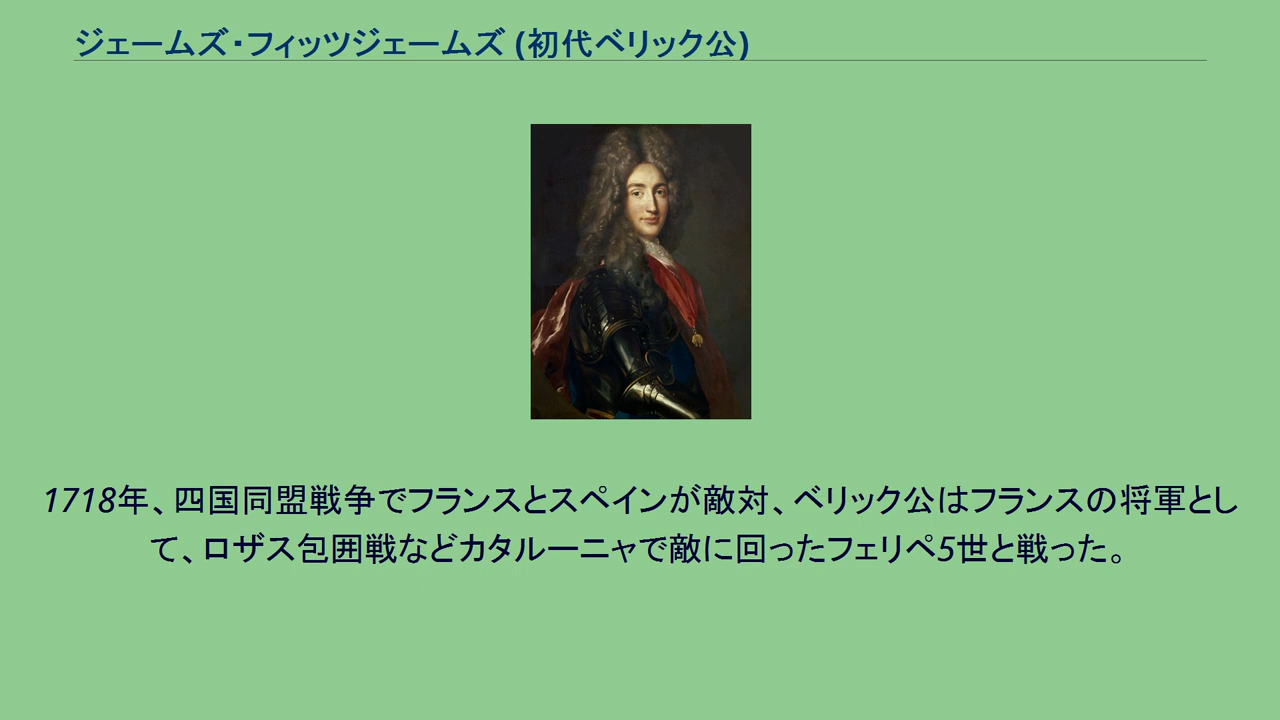 ジェームズ・フィッツジェームズ (初代ベリック公)
1718年、四国同盟戦争でフランスとスペインが敵対、ベリック公はフランスの将軍とし
て、ロザス包囲戦などカタルーニャで敵に回ったフェリペ5世と戦った。